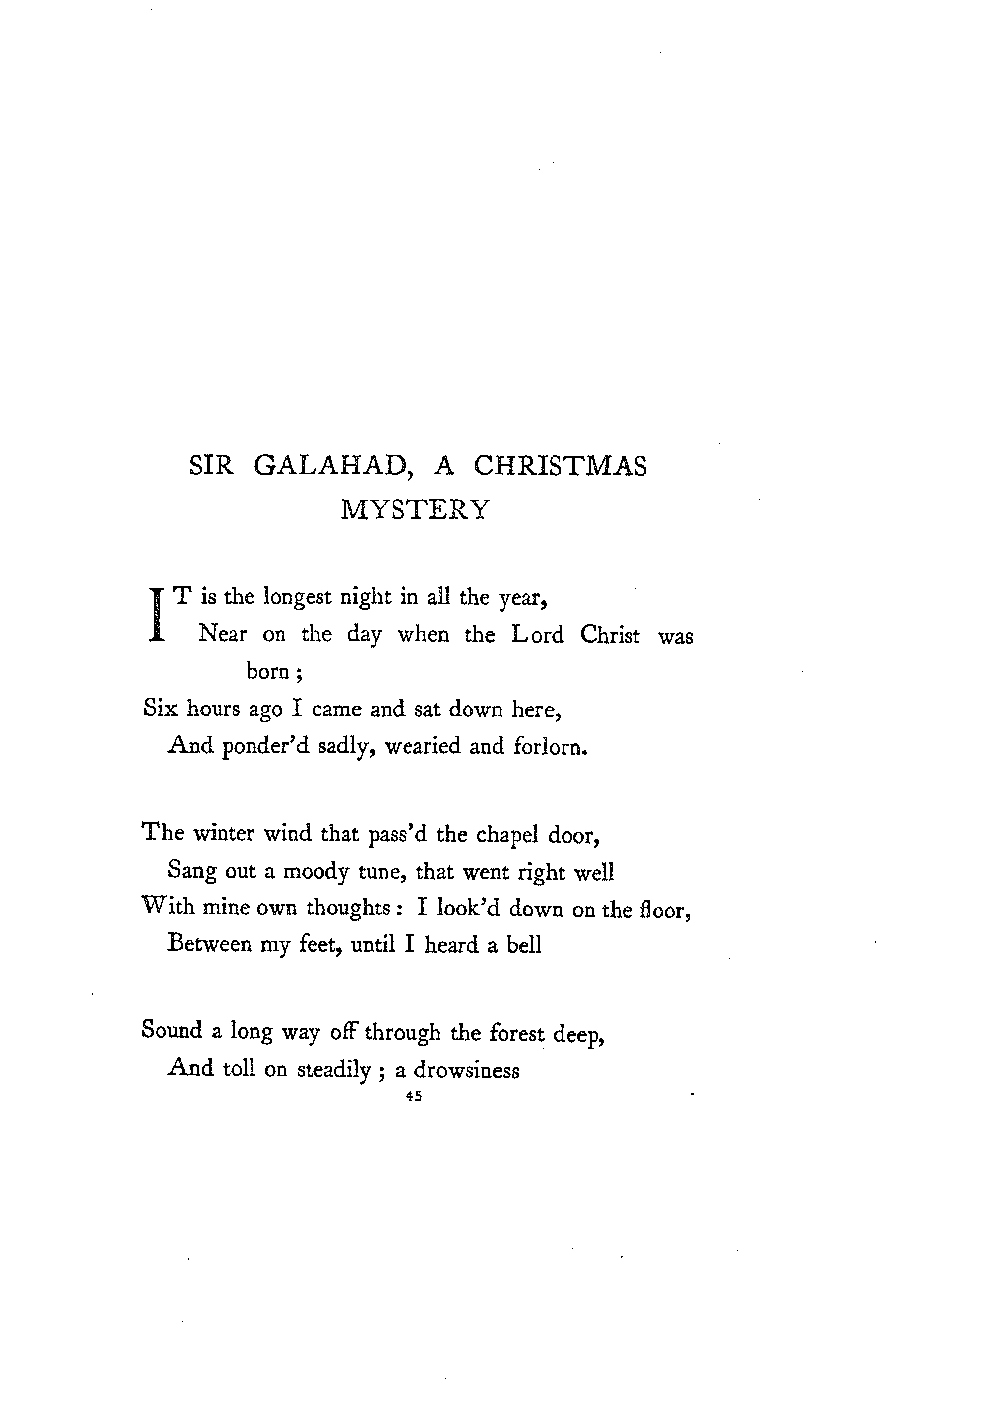 SIR GALAHAD, A CHRISTMAS
MYSTERY
IT is the longest night in all the year,
Near on the day when the Lord Christ was
born ;
Six hours ago I came and sat down here,
And ponder'd sadly, wearied and forlorn.
The winter wind that pass'd the chapel door,
Sang out a moody tune, that went right well
With mine own thoughts : I look'd down on the floor,
Between my feet, until I heard a bell
Sound a long way off through the forest deep,
And toll on steadily ; a drowsiness
45